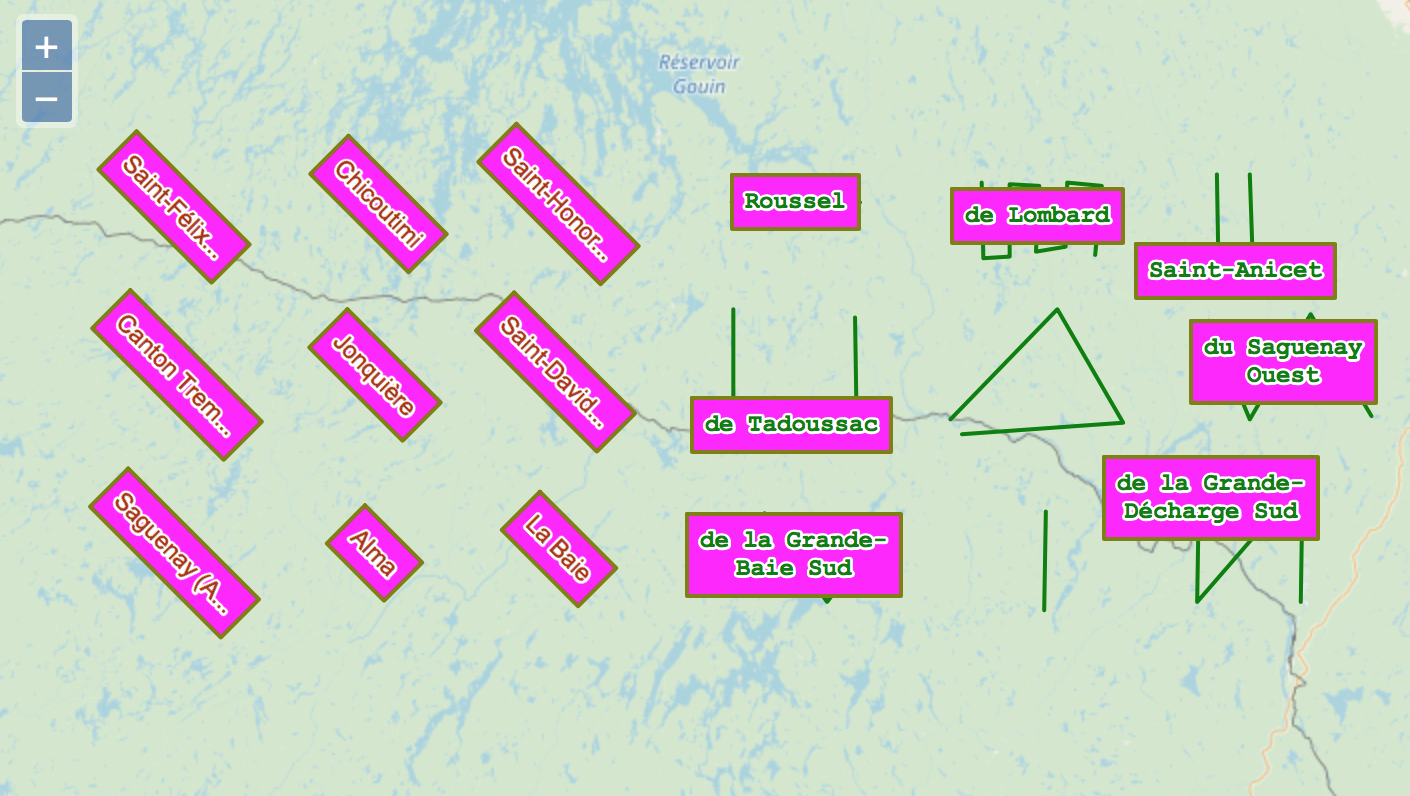 +
−
Réservoir
Gouin
Saint-Félix...
Chicoutimi
Saint-Honor...
Roussel
de Lombard
Saint-Anicet
Canton Trem...
Jonquière
Saint-David...
de Tadoussac
du Saguenay
Ouest
Saguenay (A...
Alma
La Baie
de la Grande-
Baie Sud
de la Grande-
Décharge Sud